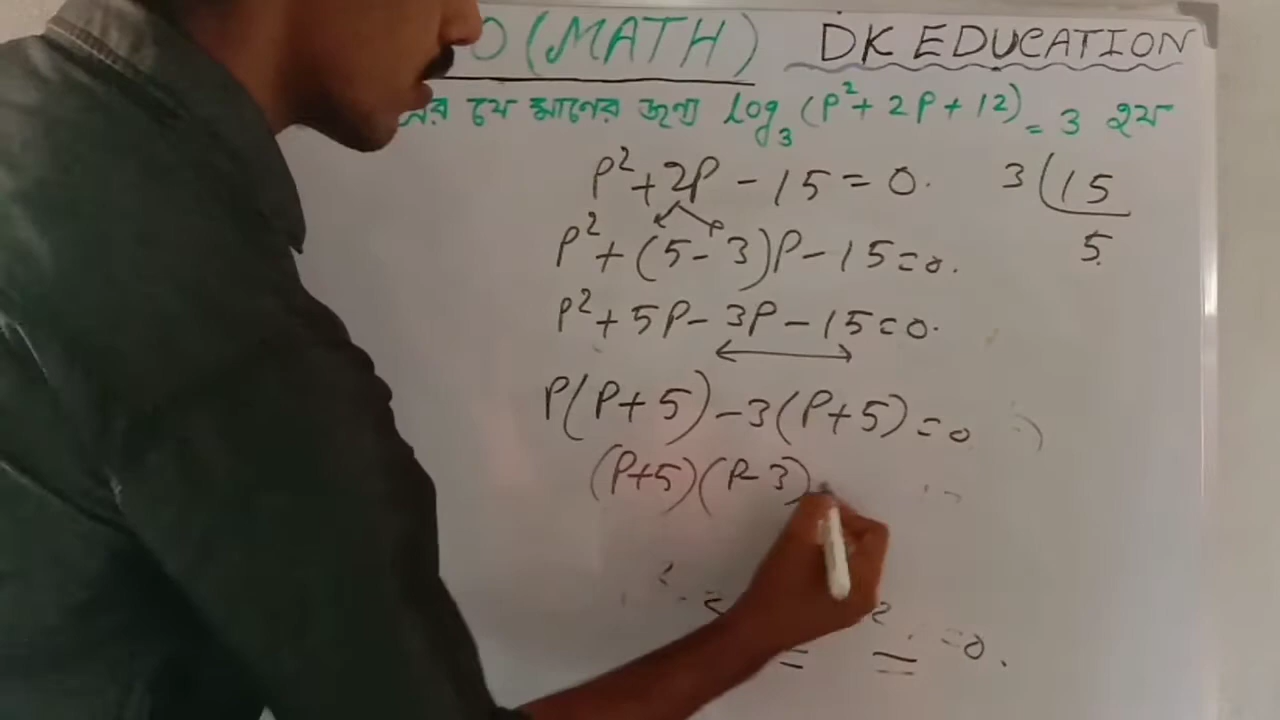 (MATH) DK EDUCATION
যে মানের জন্য log₃ (P² + 2P + 12) = 3 হয়
P² + 2P - 15 = 0.
3 ( 15
5.
P² + (5 - 3)P - 15 = 0.
P² + 5P - 3P - 15 = 0.
P(P + 5) - 3(P + 5) = 0
(P + 5)(P - 3)
= 0.